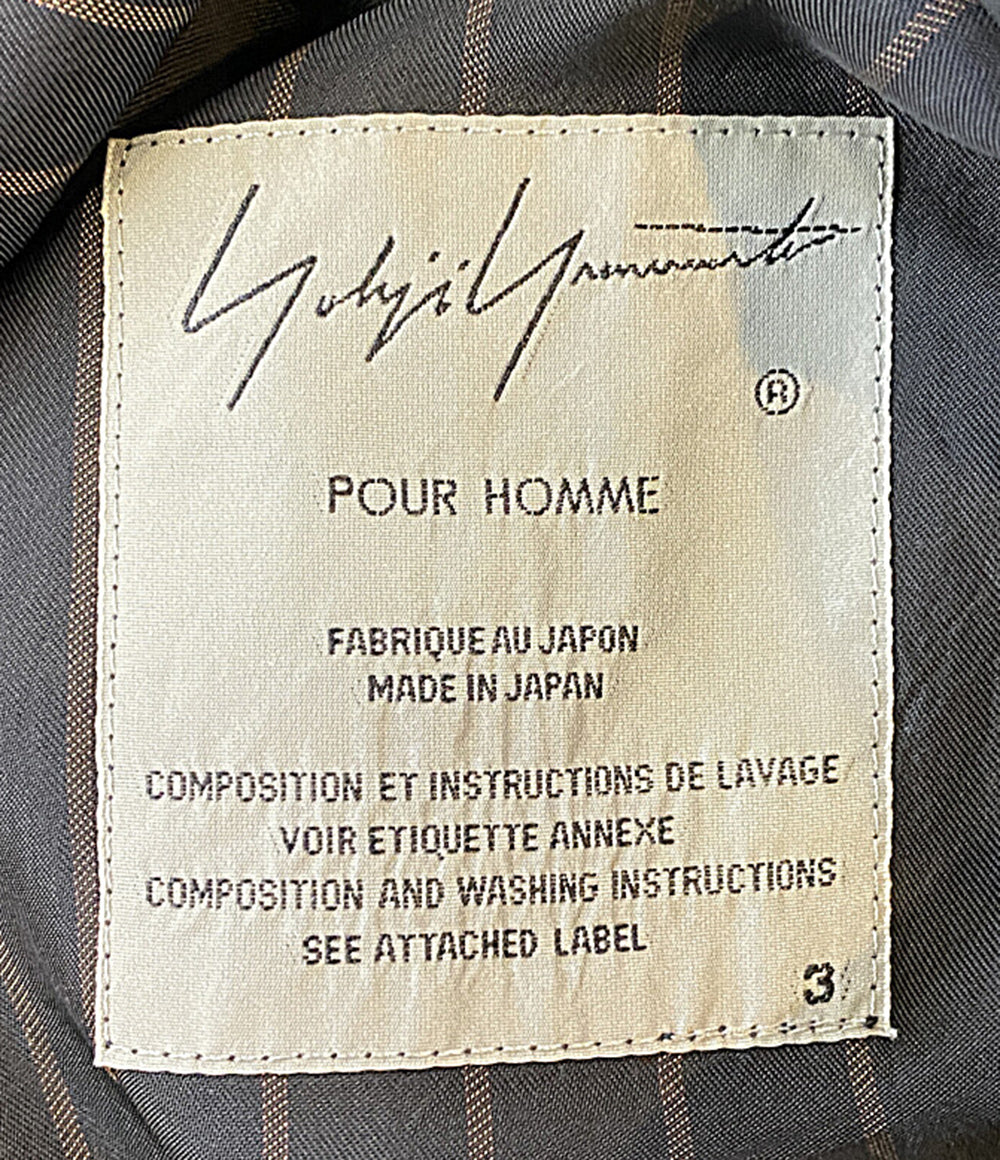 Yohji Yamamoto
®
POUR HOMME
FABRIQUE AU JAPON
MADE IN JAPAN
COMPOSITION ET INSTRUCTIONS DE LAVAGE
VOIR ETIQUETTE ANNEXE
COMPOSITION AND WASHING INSTRUCTIONS
SEE ATTACHED LABEL
3